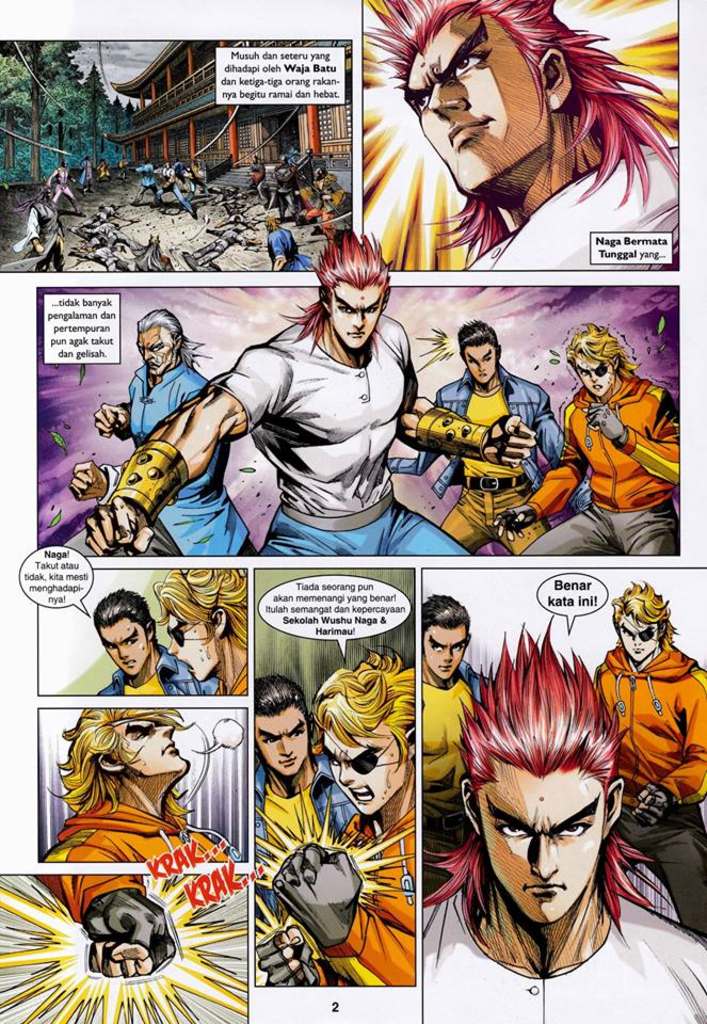 Musuh dan seteru yang
dihadapi oleh Waja Batu
dan ketiga-tiga orang rakan-
nya begitu ramai dan hebat.
Naga Bermata
Tunggal yang...
...tidak banyak
pengalaman dan
pertempuran
pun agak takut
dan gelisah.
Naga!
Takut atau
tidak, kita mesti
menghadapi-
nya!
Tiada seorang pun
akan memenangi yang benar!
Itulah semangat dan kepercayaan
Sekolah Wushu Naga &
Harimau!
Benar
kata ini!
KRAK...
KRAK...
2